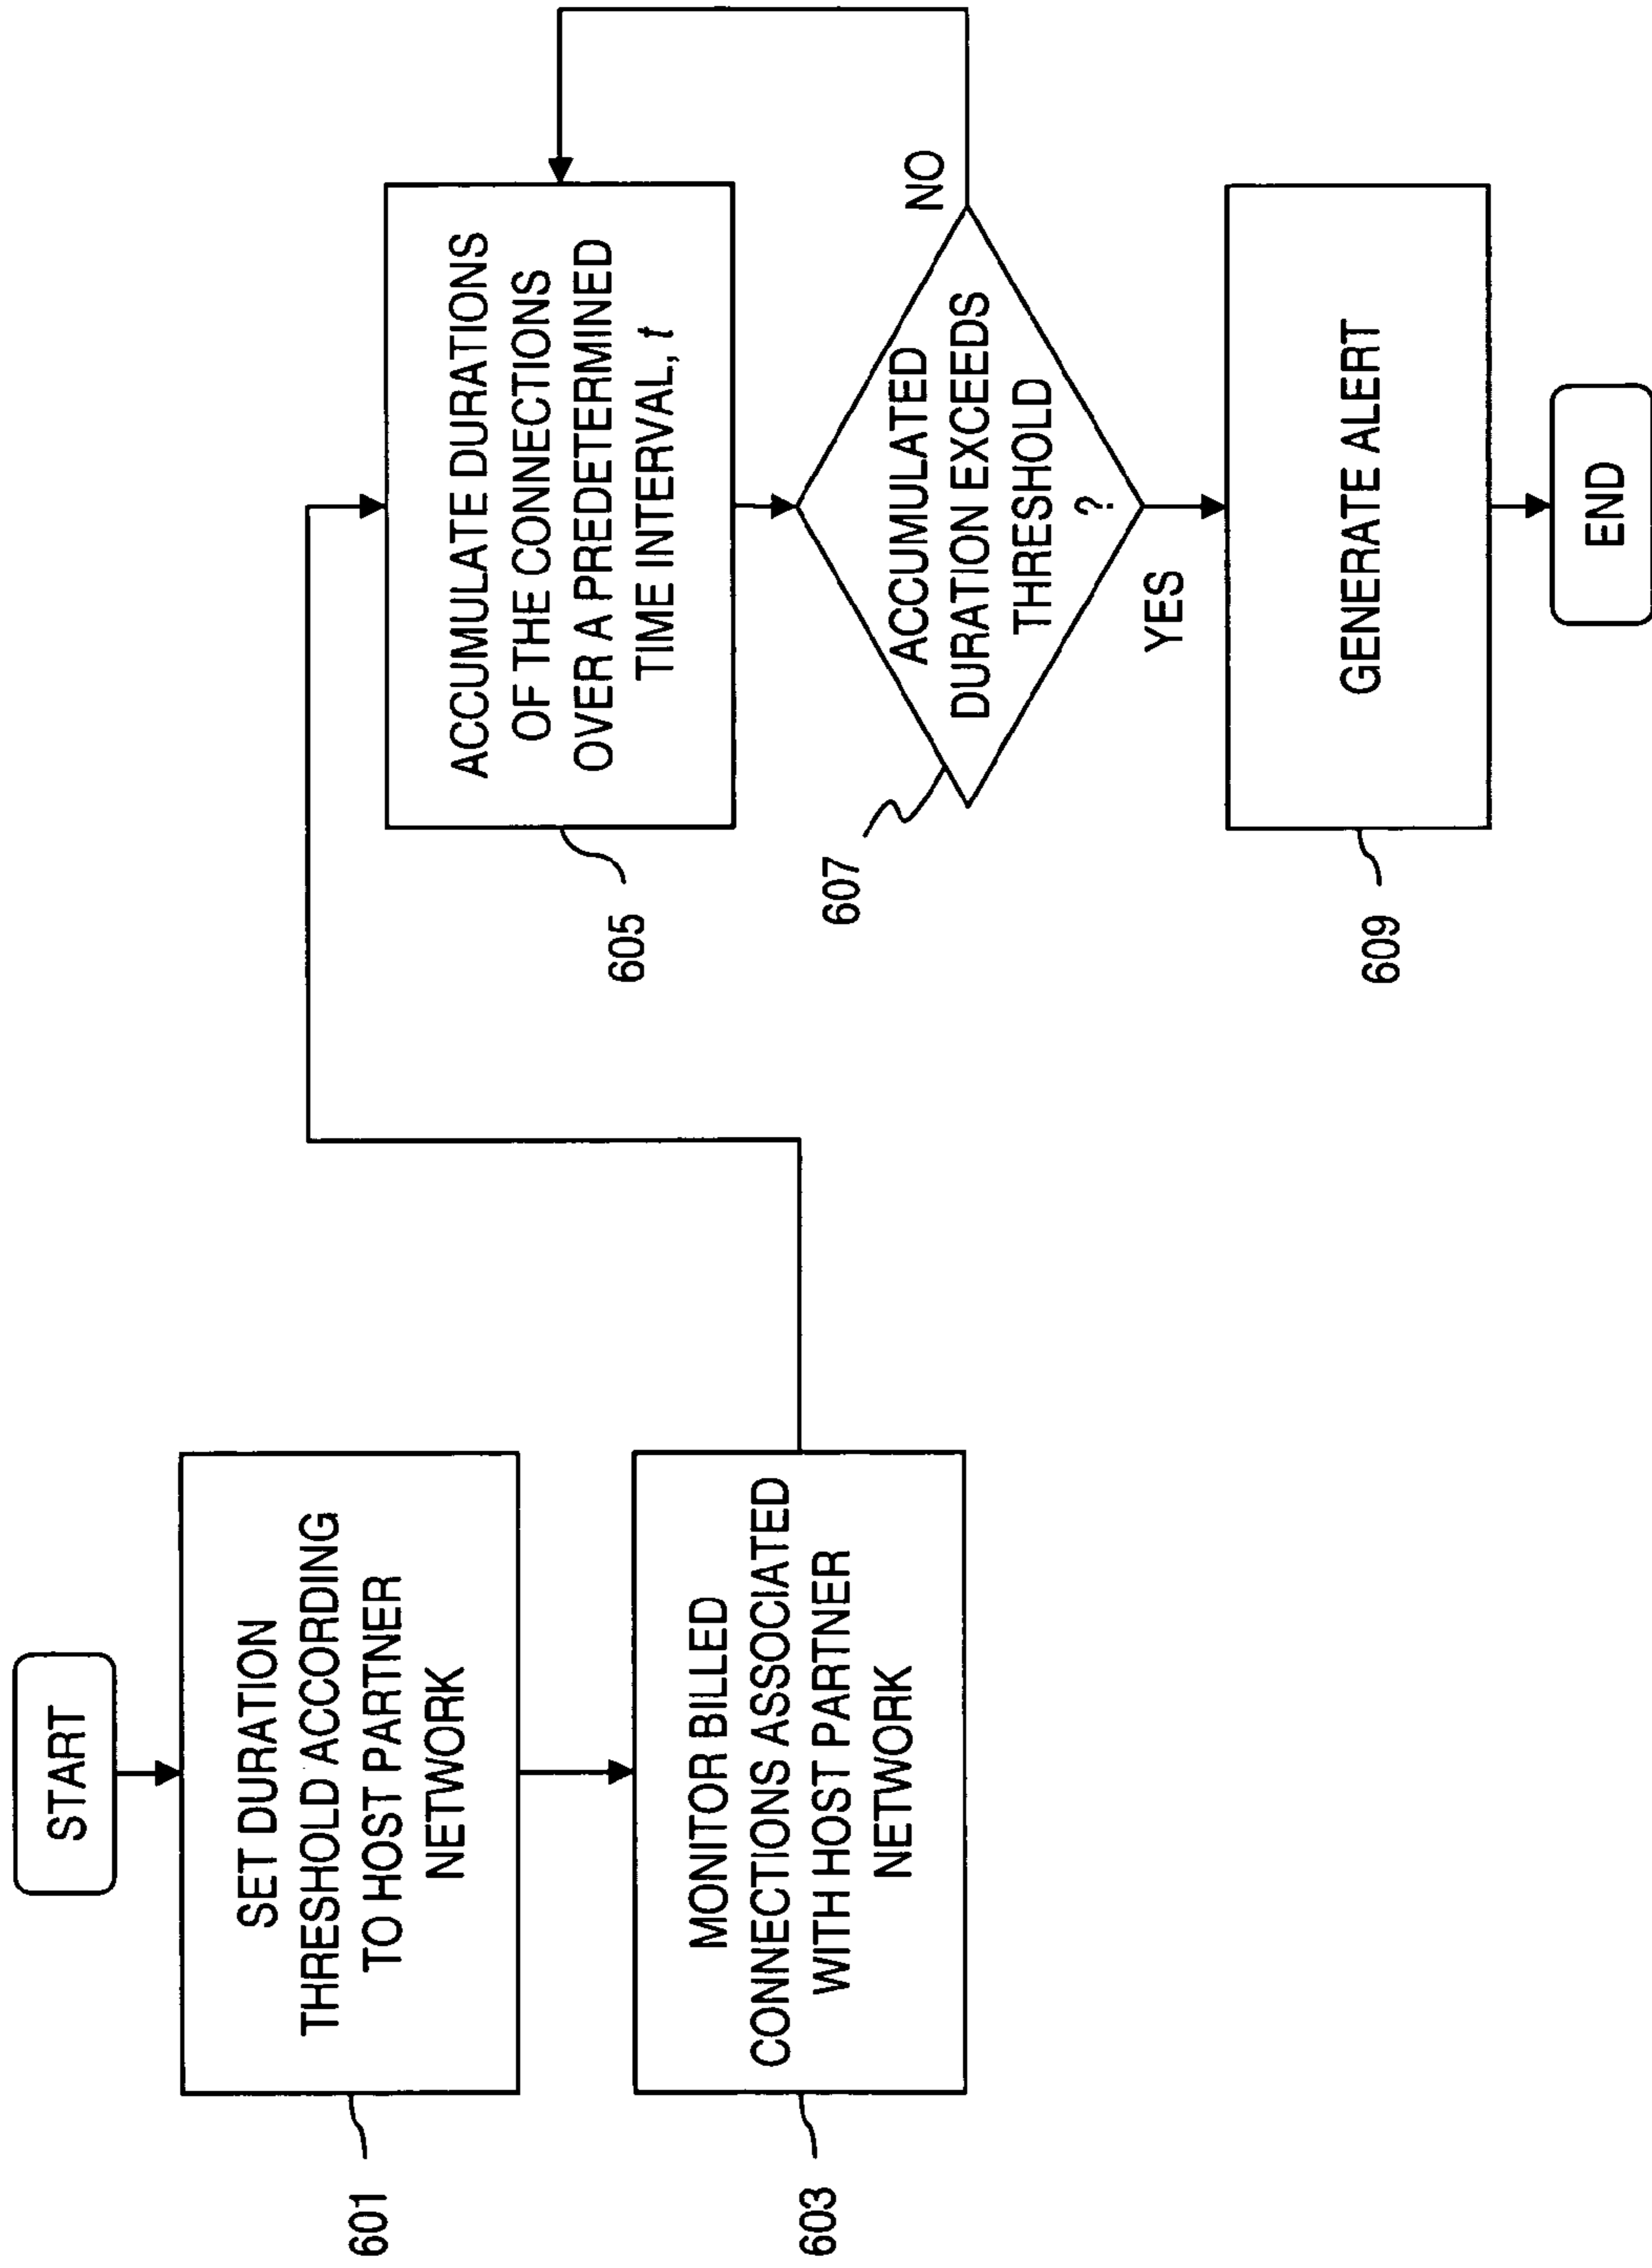 START
SET DURATION
THRESHOLD ACCORDING
TO HOST PARTNER
NETWORK
601
MONITOR BILLED
CONNECTIONS ASSOCIATED
WITH HOST PARTNER
NETWORK
603
ACCUMULATE DURATIONS
OF THE CONNECTIONS
OVER A PREDETERMINED
TIME INTERVAL, t
605
ACCUMULATED
DURATION EXCEEDS
THRESHOLD
?
607
NO
YES
GENERATE ALERT
609
END